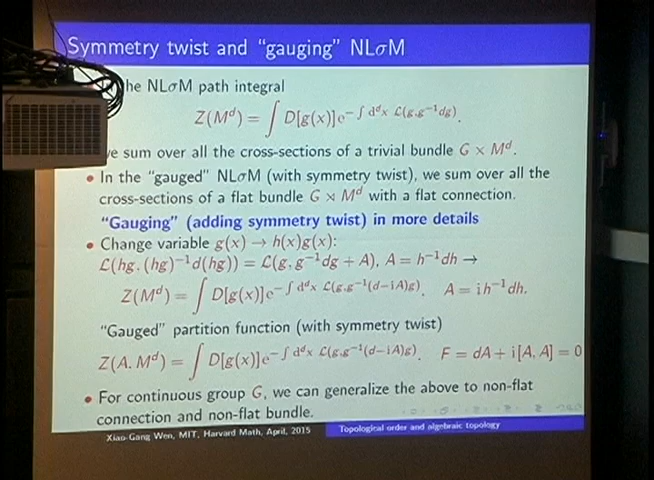 Symmetry twist and "gauging" NLσM
he NLσM path integral
Z(M^d) = ∫ D[g(x)]e^{-∫ d^d x ℒ(g,g^{-1}dg)}.
we sum over all the cross-sections of a trivial bundle G × M^d.
• In the "gauged" NLσM (with symmetry twist), we sum over all the
cross-sections of a flat bundle G ⋊ M^d with a flat connection.
"Gauging" (adding symmetry twist) in more details
• Change variable g(x) → h(x)g(x):
ℒ(hg, (hg)^{-1}d(hg)) = ℒ(g, g^{-1}dg + A), A = h^{-1}dh →
Z(M^d) = ∫ D[g(x)]e^{-∫ d^d x ℒ(g,g^{-1}(d-iA)g)}, A = ih^{-1}dh.
"Gauged" partition function (with symmetry twist)
Z(A, M^d) = ∫ D[g(x)]e^{-∫ d^d x ℒ(g,g^{-1}(d-iA)g)}, F = dA + i[A, A] = 0
• For continuous group G, we can generalize the above to non-flat
connection and non-flat bundle.
Xiao-Gang Wen, MIT, Harvard Math, April, 2015 Topological order and algebraic topology